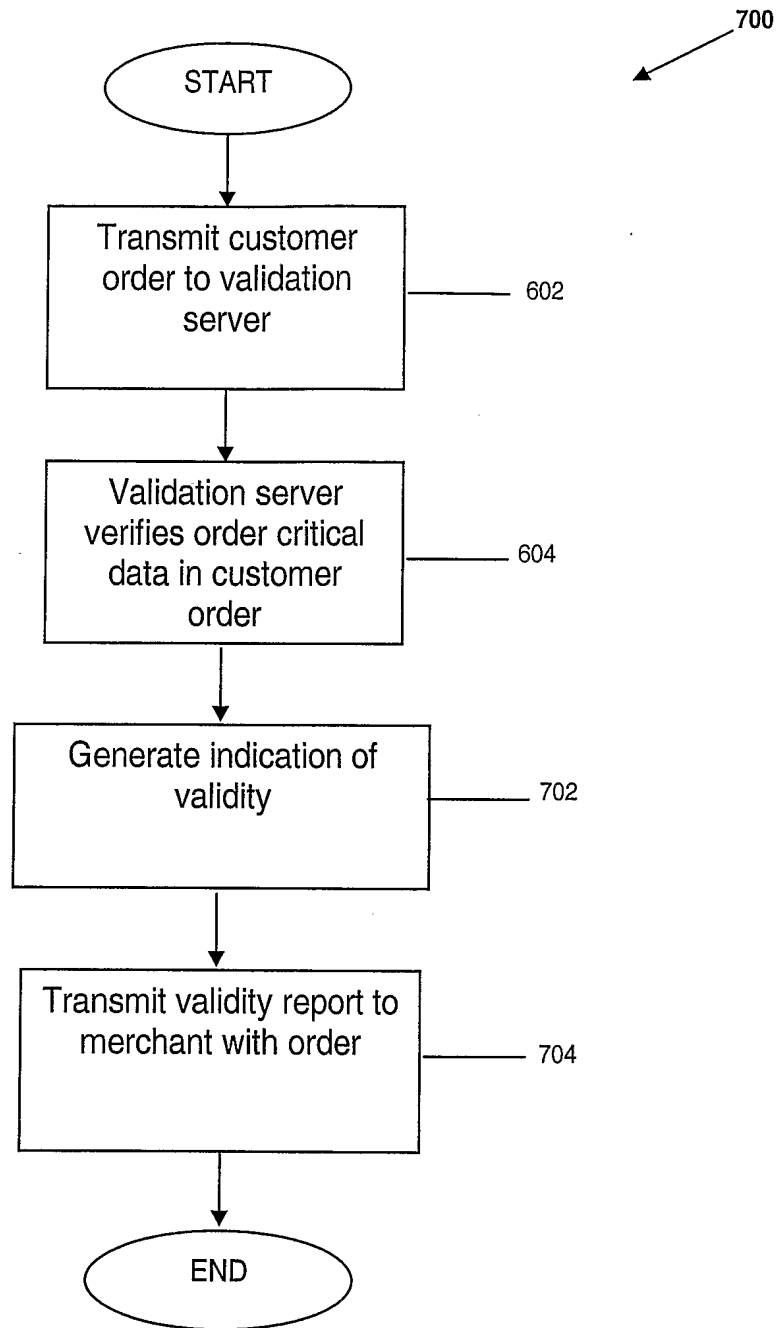 700
START
Transmit customer
order to validation
server
602
Validation server
verifies order critical
data in customer
order
604
Generate indication of
validity
702
Transmit validity report to
merchant with order
704
END